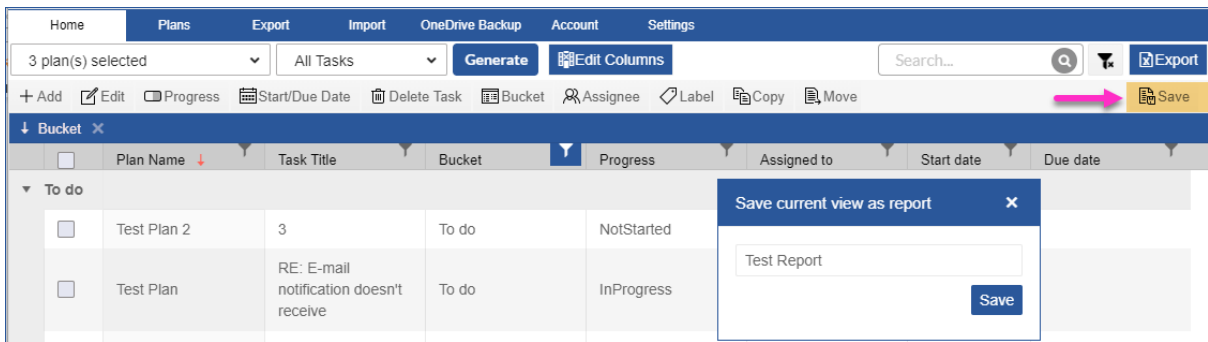 Home Plans Export Import OneDrive Backup Account Settings
3 plan(s) selected All Tasks Generate Edit Columns Search... Export
+ Add Edit Progress Start/Due Date Delete Task Bucket Assignee Label Copy Move Save
↓ Bucket ×
Plan Name ↓ Task Title Bucket Progress Assigned to Start date Due date
To do
Save current view as report ×
Test Plan 2 3 To do NotStarted
Test Report
RE: E-mail
Test Plan notification doesn't To do InProgress
receive
Save